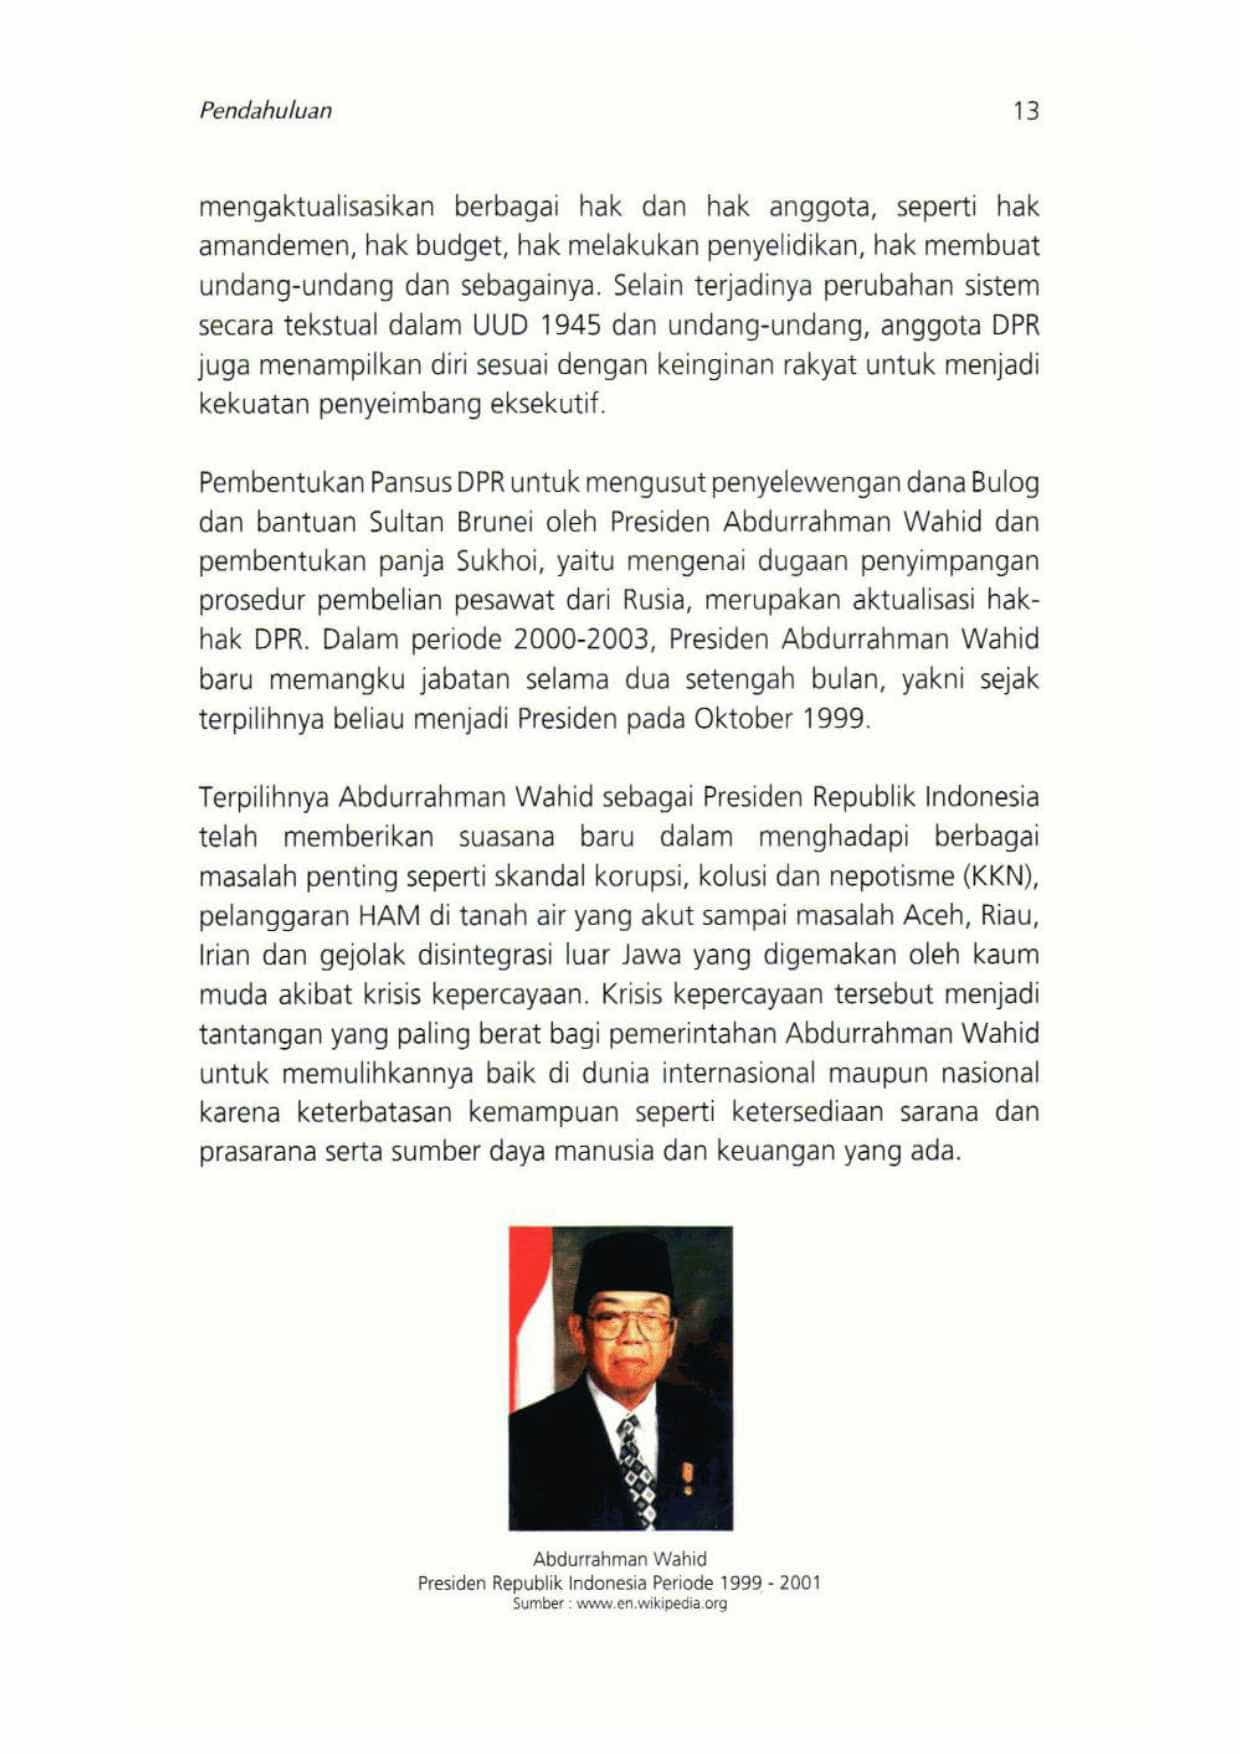 Pendahuluan 13
mengaktualisasikan berbagai hak dan hak anggota, seperti hak
amandemen, hak budget, hak melakukan penyelidikan, hak membuat
undang-undang dan sebagainya. Selain terjadinya perubahan sistem
secara tekstual dalam UUD 1945 dan undang-undang, anggota DPR
juga menampilkan diri sesuai dengan keinginan rakyat untuk menjadi
kekuatan penyeimbang eksekutif.
Pembentukan Pansus DPR untuk mengusut penyelewengan dana Bulog
dan bantuan Sultan Brunei oleh Presiden Abdurrahman Wahid dan
pembentukan panja Sukhoi, yaitu mengenai dugaan penyimpangan
prosedur pembelian pesawat dari Rusia, merupakan aktualisasi hak-
hak DPR. Dalam periode 2000-2003, Presiden Abdurrahman Wahid
baru memangku jabatan selama dua setengah bulan, yakni sejak
terpilihnya beliau menjadi Presiden pada Oktober 1999.
Terpilihnya Abdurrahman Wahid sebagai Presiden Republik Indonesia
telah memberikan suasana baru dalam menghadapi berbagai
masalah penting seperti skandal korupsi, kolusi dan nepotisme (KKN),
pelanggaran HAM di tanah air yang akut sampai masalah Aceh, Riau,
Irian dan gejolak disintegrasi luar Jawa yang digemakan oleh kaum
muda akibat krisis kepercayaan. Krisis kepercayaan tersebut menjadi
tantangan yang paling berat bagi pemerintahan Abdurrahman Wahid
untuk memulihkannya baik di dunia internasional maupun nasional
karena keterbatasan kemampuan seperti ketersediaan sarana dan
prasarana serta sumber daya manusia dan keuangan yang ada.
Abdurrahman Wahid
Presiden Republik Indonesia Periode 1999 - 2001
Sumber : www.en.wikipedia.org